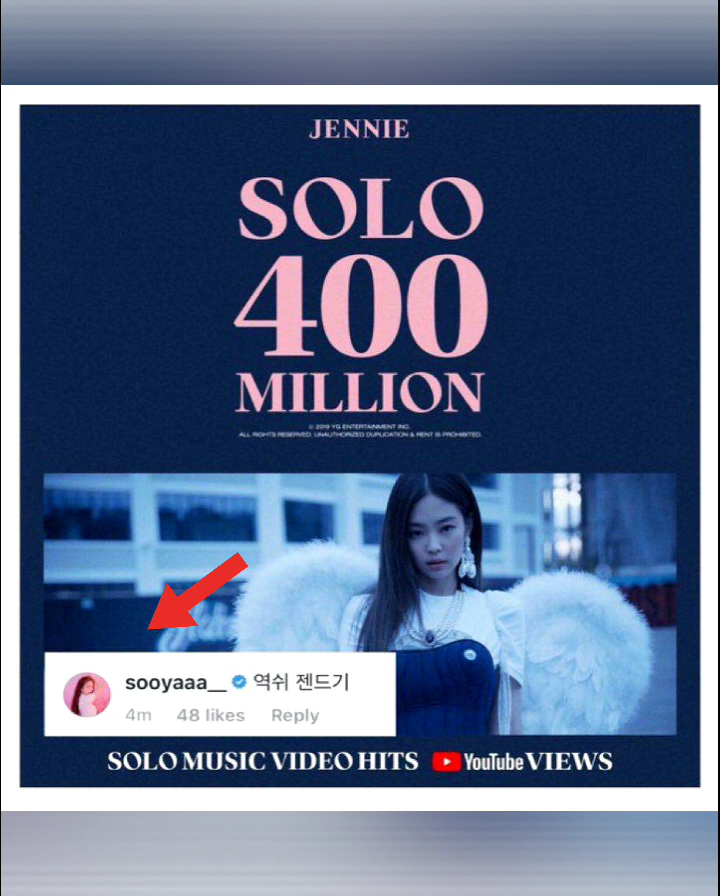 JENNIE
SOLO
400
MILLION
© 2019 YG ENTERTAINMENT INC.
ALL RIGHTS RESERVED. UNAUTHORIZED DUPLICATION & RENT IS PROHIBITED.
sooyaaa__ 역쉬 젠드기
4m 48 likes Reply
SOLO MUSIC VIDEO HITS YouTube VIEWS